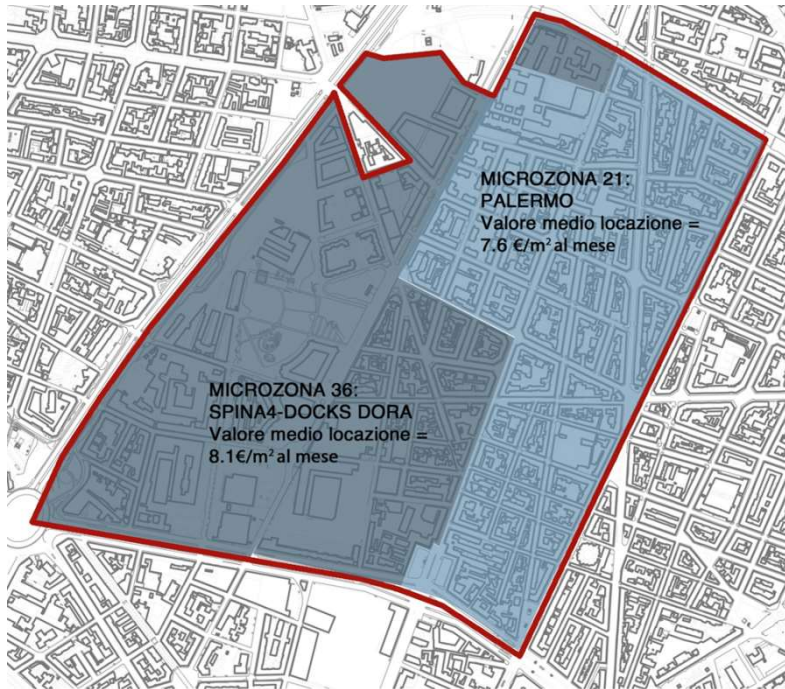 MICROZONA 21:
PALERMO
Valore medio locazione =
7.6 €/m² al mese
MICROZONA 36:
SPINA4-DOCKS DORA
Valore medio locazione =
8.1€/m² al mese